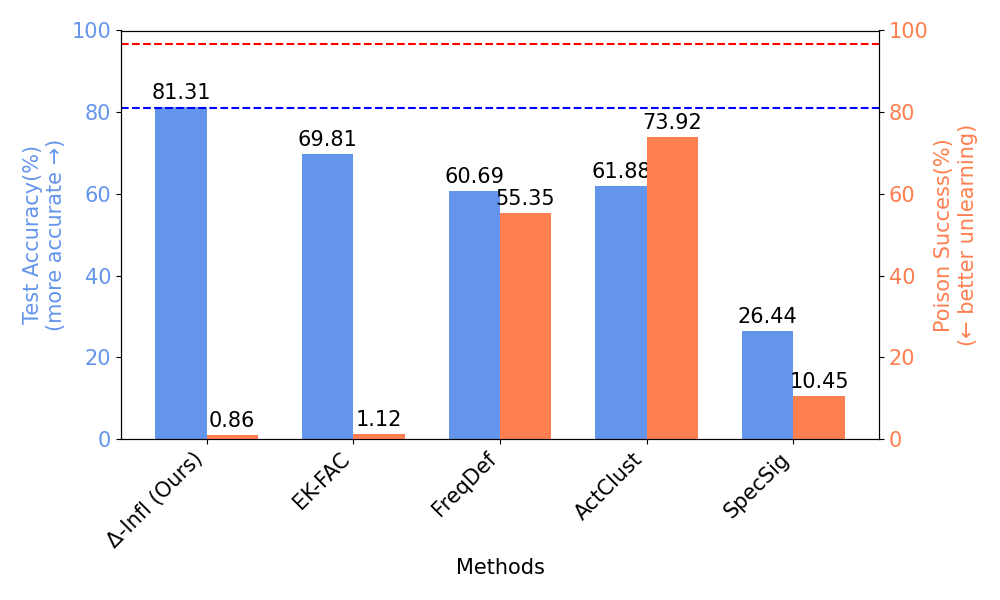 100
80
60
40
20
0
Test Accuracy(%)
(more accurate →)
81.31
0.86
69.81
1.12
60.69
55.35
61.88
73.92
26.44
10.45
100
80
60
40
20
0
Poison Success(%)
(← better unlearning)
Δ-Infl (Ours)
EK-FAC
FreqDef
ActClust
SpecSig
Methods